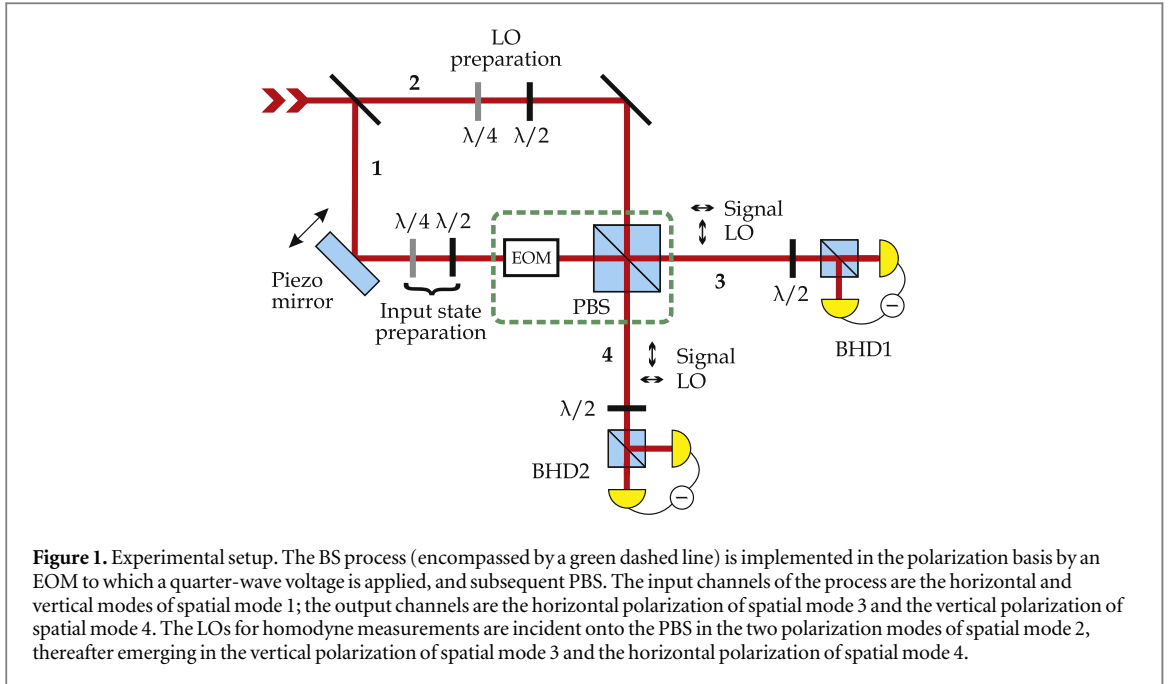 LO
preparation
2
λ/4 λ/2
1
λ/4 λ/2
Signal
LO
EOM
3
Piezo
mirror
Input state
preparation
PBS
λ/2
−
BHD1
4
Signal
LO
λ/2
BHD2
−
Figure 1. Experimental setup. The BS process (encompassed by a green dashed line) is implemented in the polarization basis by an
EOM to which a quarter-wave voltage is applied, and subsequent PBS. The input channels of the process are the horizontal and
vertical modes of spatial mode 1; the output channels are the horizontal polarization of spatial mode 3 and the vertical polarization of
spatial mode 4. The LOs for homodyne measurements are incident onto the PBS in the two polarization modes of spatial mode 2,
thereafter emerging in the vertical polarization of spatial mode 3 and the horizontal polarization of spatial mode 4.